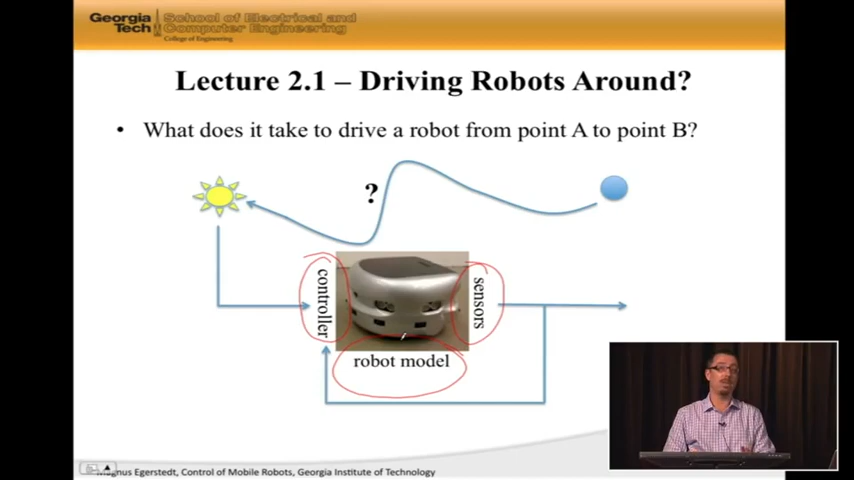 Georgia Tech
School of Electrical and
Computer Engineering
College of Engineering
Lecture 2.1 – Driving Robots Around?
• What does it take to drive a robot from point A to point B?
?
controller
sensors
robot model
Magnus Egerstedt, Control of Mobile Robots, Georgia Institute of Technology